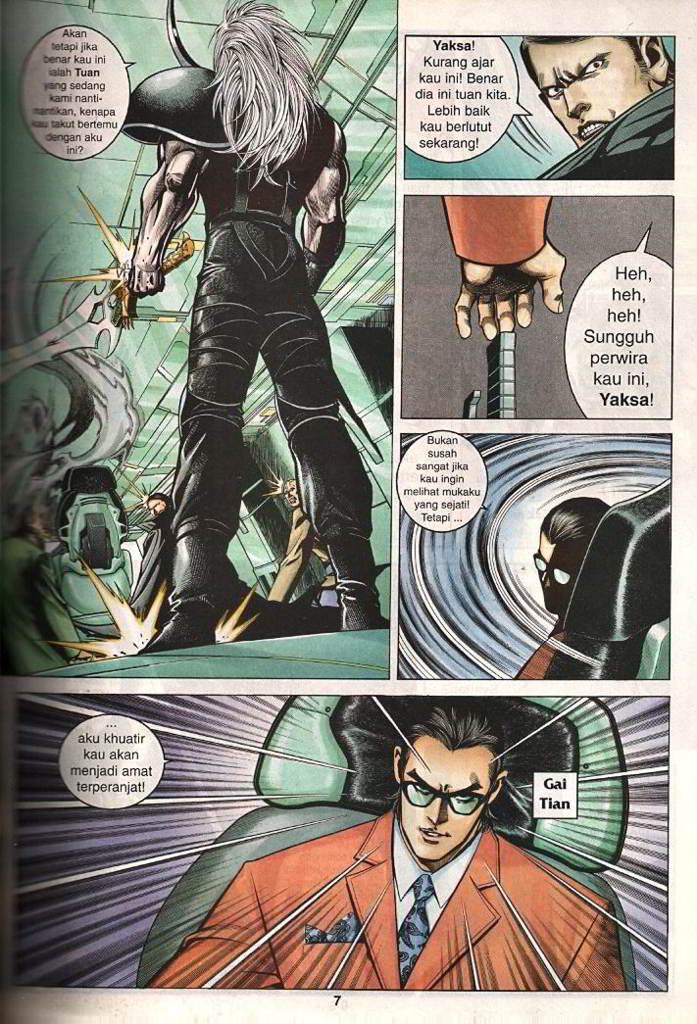 Akan
tetapi jika
benar kau ini
ialah Tuan
yang sedang
kami nanti-
mantikan, kenapa
kau takut bertemu
dengan aku
ini?
Yaksa!
Kurang ajar
kau ini! Benar
dia ini tuan kita.
Lebih baik
kau berlutut
sekarang!
Heh,
heh,
heh!
Sungguh
perwira
kau ini,
Yaksa!
Bukan
susah
sangat jika
kau ingin
melihat mukaku
yang sejati!
Tetapi ...
...
aku khuatir
kau akan
menjadi amat
terperanjat!
Gai
Tian
7